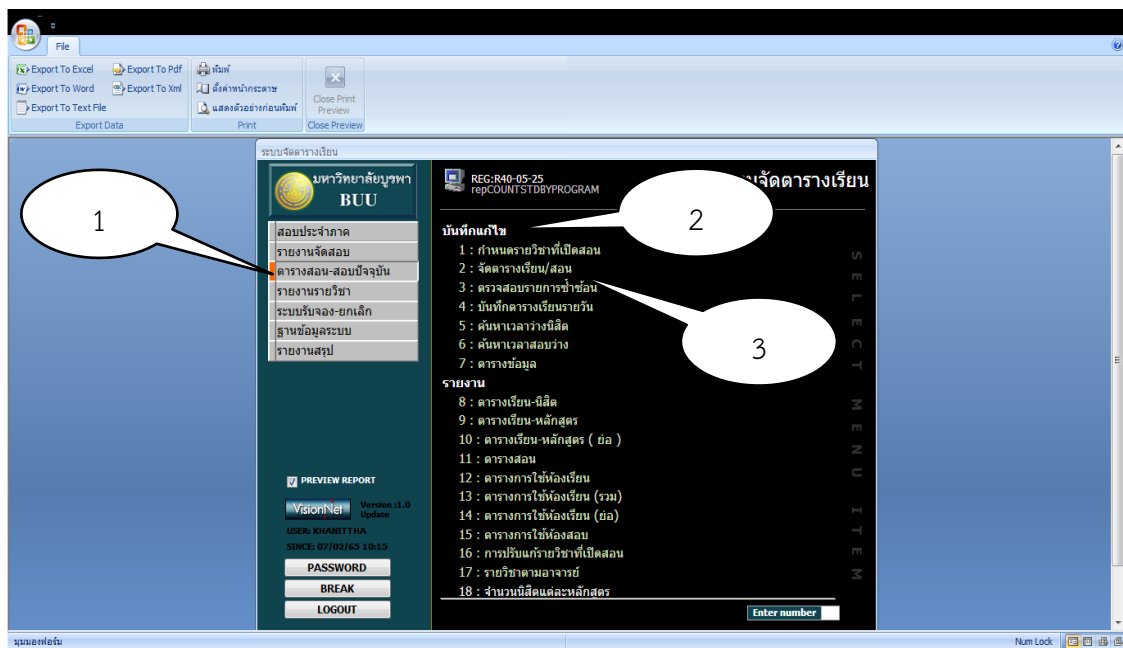 File
Export To Excel
Export To Pdf
พิมพ์
Export To Word
Export To Xml
ตั้งค่าหน้ากระดาษ
Export To Text File
แสดงตัวอย่างก่อนพิมพ์
Close Print
Preview
Export Data
Print
Close Preview
ระบบจัดตารางเรียน
มหาวิทยาลัยบูรพา
BUU
REG:R40-05-25
repCOUNTSTDBYPROGRAM
จัดตารางเรียน
1
2
3
สอบประจำภาค
รายงานจัดสอบ
ตารางสอน-สอบปัจจุบัน
รายงานรายวิชา
ระบบรับจอง-ยกเลิก
ฐานข้อมูลระบบ
รายงานสรุป
บันทึกแก้ไข
1 : กำหนดรายวิชาที่เปิดสอน
2 : จัดตารางเรียน/สอน
3 : ตรวจสอบรายการซ้ำซ้อน
4 : บันทึกตารางเรียนรายวัน
5 : ค้นหาเวลาว่างนิสิต
6 : ค้นหาเวลาสอบว่าง
7 : ตารางข้อมูล
รายงาน
8 : ตารางเรียน-นิสิต
9 : ตารางเรียน-หลักสูตร
10 : ตารางเรียน-หลักสูตร ( ย่อ )
11 : ตารางสอน
12 : ตารางการใช้ห้องเรียน
13 : ตารางการใช้ห้องเรียน (รวม)
14 : ตารางการใช้ห้องเรียน (ย่อ)
15 : ตารางการใช้ห้องสอบ
16 : การปรับแก้รายวิชาที่เปิดสอน
17 : รายวิชาตามอาจารย์
18 : จำนวนนิสิตแต่ละหลักสูตร
SELECT MENU ITEM
PREVIEW REPORT
VisionNet
Version :1.0
Update
USER: KHANITTHA
SINCE: 07/02/65 10:15
PASSWORD
BREAK
LOGOUT
Enter number
มุมมองฟอร์ม
Num Lock